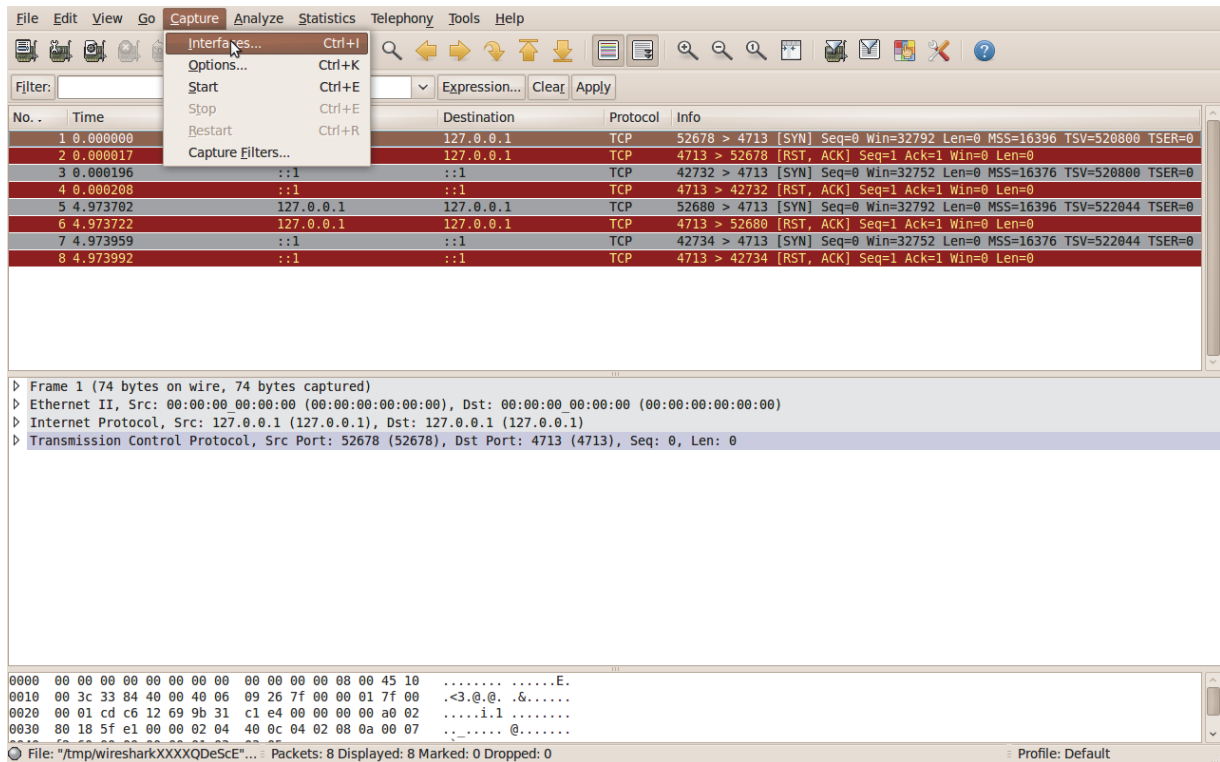 File Edit View Go Capture Analyze Statistics Telephony Tools Help
Interfaces... Ctrl+I
Options... Ctrl+K
Start Ctrl+E
Stop Ctrl+E
Restart Ctrl+R
Capture Filters...
Filter: Expression... Clear Apply
No. . Time Destination Protocol Info
1 0.000000 127.0.0.1 TCP 52678 > 4713 [SYN] Seq=0 Win=32792 Len=0 MSS=16396 TSV=520800 TSER=0
2 0.000017 127.0.0.1 TCP 4713 > 52678 [RST, ACK] Seq=1 Ack=1 Win=0 Len=0
3 0.000196 ::1 ::1 TCP 42732 > 4713 [SYN] Seq=0 Win=32752 Len=0 MSS=16376 TSV=520800 TSER=0
4 0.000208 ::1 ::1 TCP 4713 > 42732 [RST, ACK] Seq=1 Ack=1 Win=0 Len=0
5 4.973702 127.0.0.1 127.0.0.1 TCP 52680 > 4713 [SYN] Seq=0 Win=32792 Len=0 MSS=16396 TSV=522044 TSER=0
6 4.973722 127.0.0.1 127.0.0.1 TCP 4713 > 52680 [RST, ACK] Seq=1 Ack=1 Win=0 Len=0
7 4.973959 ::1 ::1 TCP 42734 > 4713 [SYN] Seq=0 Win=32752 Len=0 MSS=16376 TSV=522044 TSER=0
8 4.973992 ::1 ::1 TCP 4713 > 42734 [RST, ACK] Seq=1 Ack=1 Win=0 Len=0
Frame 1 (74 bytes on wire, 74 bytes captured)
Ethernet II, Src: 00:00:00_00:00:00 (00:00:00:00:00:00), Dst: 00:00:00_00:00:00 (00:00:00:00:00:00)
Internet Protocol, Src: 127.0.0.1 (127.0.0.1), Dst: 127.0.0.1 (127.0.0.1)
Transmission Control Protocol, Src Port: 52678 (52678), Dst Port: 4713 (4713), Seq: 0, Len: 0
0000 00 00 00 00 00 00 00 00 00 00 00 00 08 00 45 10 ........ ......E.
0010 00 3c 33 84 40 00 40 06 09 26 7f 00 00 01 7f 00 .<3.@.@. .&......
0020 00 01 cd c6 12 69 9b 31 c1 e4 00 00 00 00 a0 02 .....i.1 ........
0030 80 18 5f e1 00 00 02 04 40 0c 04 02 08 0a 00 07 .._..... @.......
File: "/tmp/wiresharkXXXXQDeScE"... Packets: 8 Displayed: 8 Marked: 0 Dropped: 0 Profile: Default